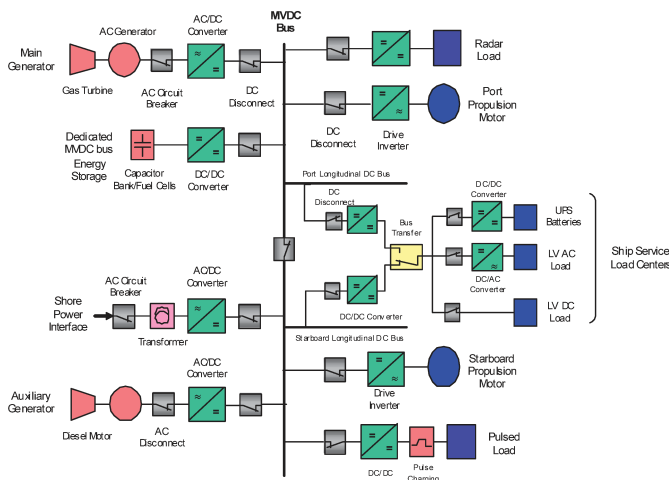 MVDC
Bus
AC Generator
AC/DC
Converter
Main
Generator
Gas Turbine
AC Circuit
Breaker
DC
Disconnect
Radar
Load
Port
Propulsion
Motor
DC
Disconnect
Drive
Inverter
Dedicated
MVDC bus
Energy
Storage
Capacitor
Bank/Fuel Cells
DC/DC
Converter
Port Longitudinal DC Bus
DC
Disconnect
Bus
Transfer
DC/DC
Converter
UPS
Batteries
LV AC
Load
DC/AC
Converter
LV DC
Load
Ship Service
Load Centers
DC/DC Converter
Shore
Power
Interface
AC Circuit
Breaker
Transformer
AC/DC
Converter
Starboard Longitudinal DC Bus
Starboard
Propulsion
Motor
Drive
Inverter
Auxiliary
Generator
Diesel Motor
AC
Disconnect
AC/DC
Converter
Pulsed
Load
DC/DC
Pulse
Charging